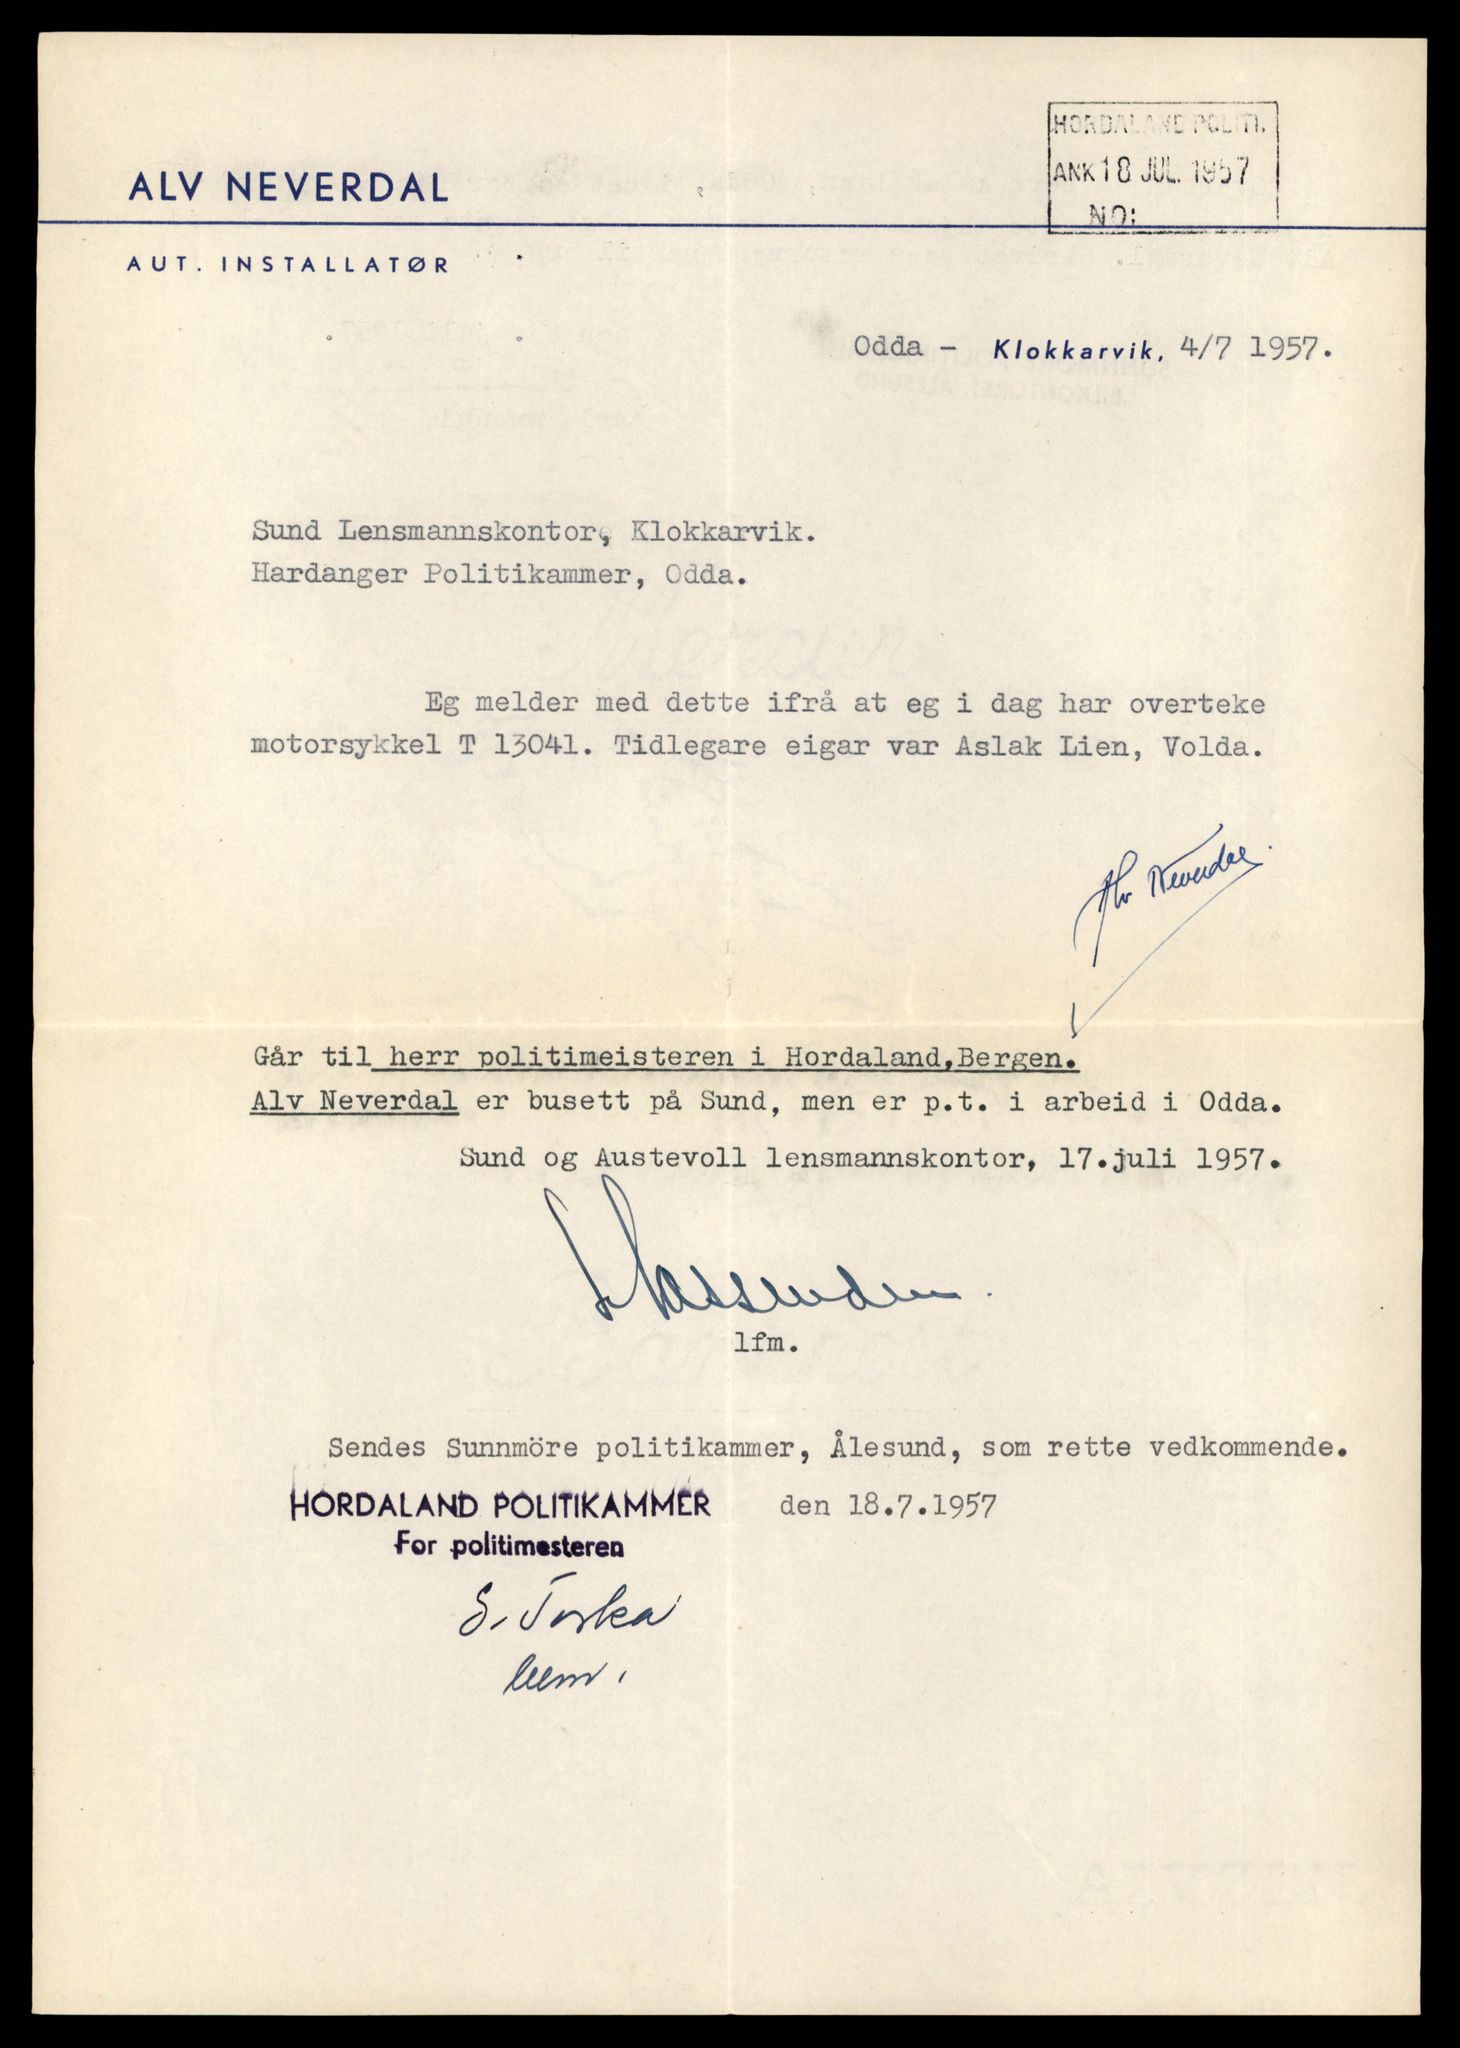 HORDALAND POLITI.
ANK 18 JUL. 1957
NO:
ALV NEVERDAL
AUT. INSTALLATØR
Odda - Klokkarvik, 4/7 1957.
Sund Lensmannskontor, Klokkarvik.
Hardanger Politikammer, Odda.
Eg melder med dette ifrå at eg i dag har overteke
motorsykkel T 13041. Tidlegare eigar var Aslak Lien, Volda.
Alv Neverdal.
Går til herr politimeisteren i Hordaland, Bergen.
Alv Neverdal er busett på Sund, men er p.t. i arbeid i Odda.
Sund og Austevoll lensmannskontor, 17.juli 1957.
lfm.
Sendes Sunnmöre politikammer, Ålesund, som rette vedkommende.
HORDALAND POLITIKAMMER den 18.7.1957
For politimesteren
S. Torka